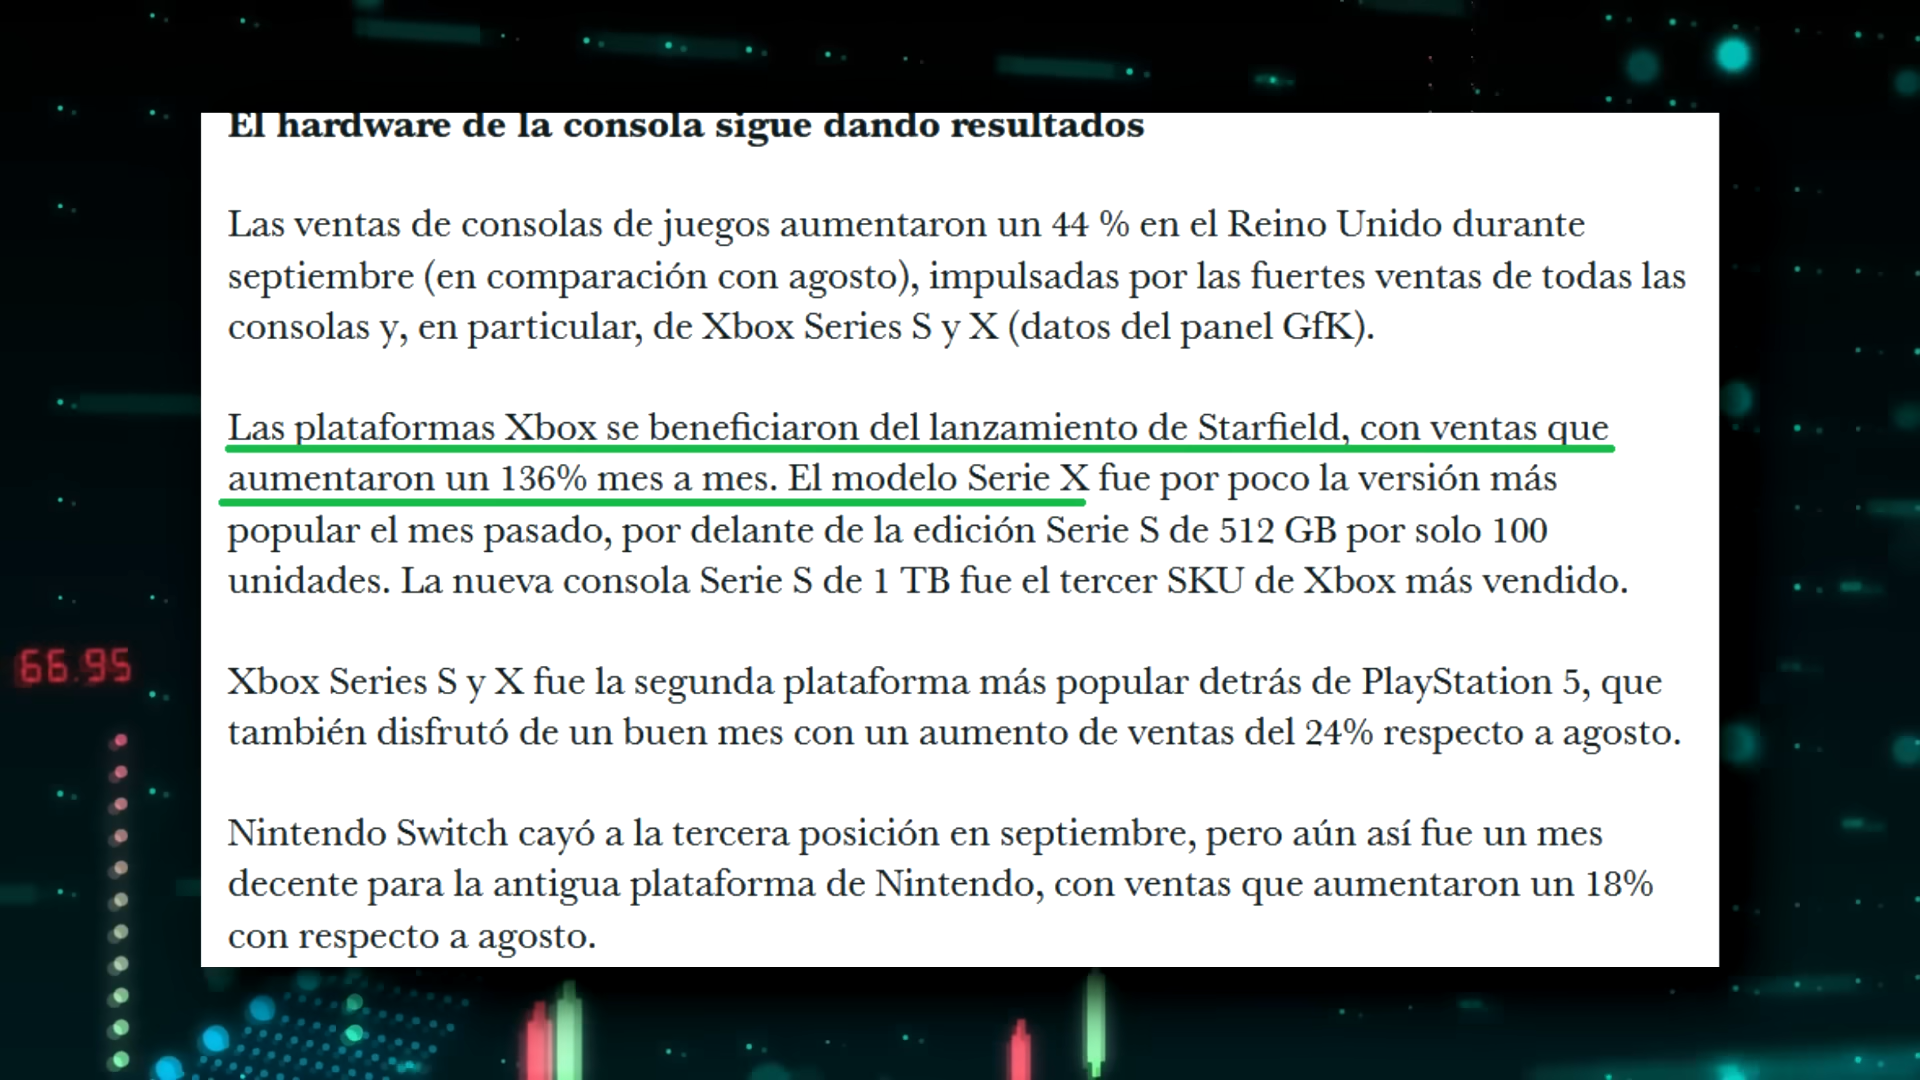 El hardware de la consola sigue dando resultados
Las ventas de consolas de juegos aumentaron un 44 % en el Reino Unido durante
septiembre (en comparación con agosto), impulsadas por las fuertes ventas de todas las
consolas y, en particular, de Xbox Series S y X (datos del panel GfK).
Las plataformas Xbox se beneficiaron del lanzamiento de Starfield, con ventas que
aumentaron un 136% mes a mes. El modelo Serie X fue por poco la versión más
popular el mes pasado, por delante de la edición Serie S de 512 GB por solo 100
unidades. La nueva consola Serie S de 1 TB fue el tercer SKU de Xbox más vendido.
66.95
Xbox Series S y X fue la segunda plataforma más popular detrás de PlayStation 5, que
también disfrutó de un buen mes con un aumento de ventas del 24% respecto a agosto.
Nintendo Switch cayó a la tercera posición en septiembre, pero aún así fue un mes
decente para la antigua plataforma de Nintendo, con ventas que aumentaron un 18%
con respecto a agosto.